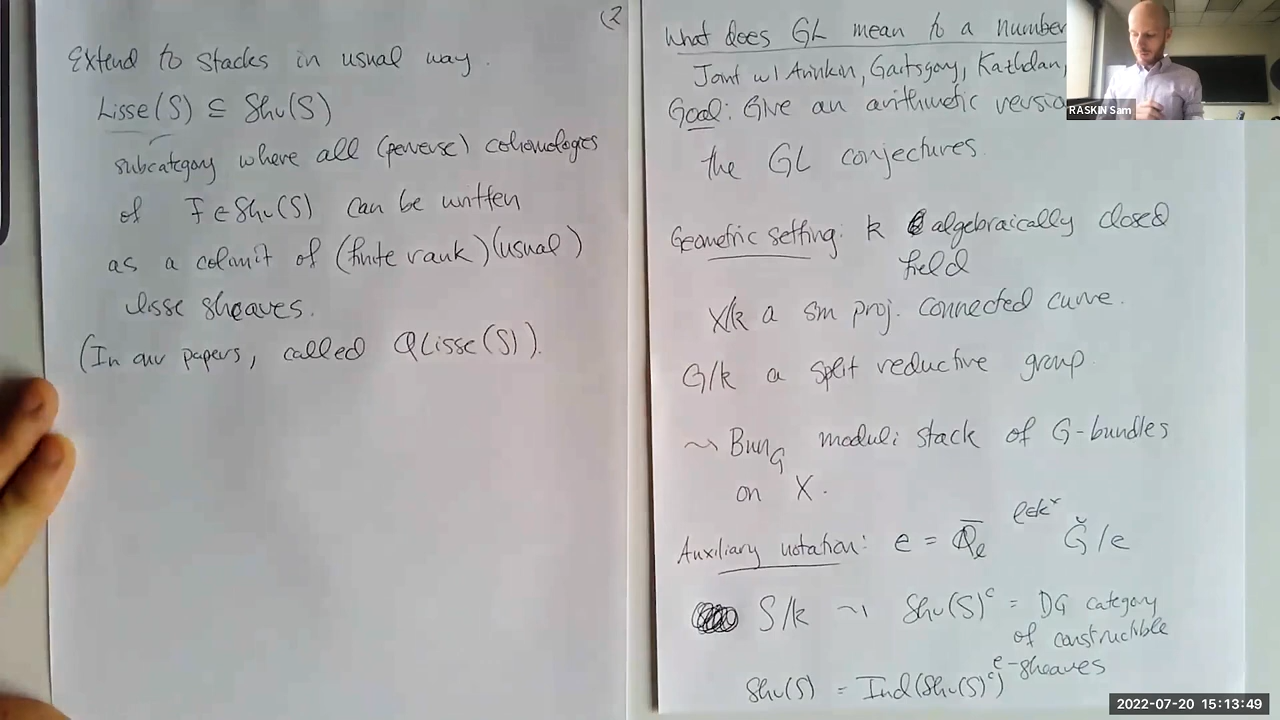 (2
Extend to stacks in usual way.
Lisse(S) ⊆ Shv(S)
subcategory where all (perverse) cohomologies
of F ∈ Shv(S) can be written
as a colimit of (finite rank)(usual)
lisse sheaves.
(In our papers, called QLisse(S)).
What does GL mean to a number
Joint w/ Arinkin, Gaitsgory, Kazhdan,
Goal: Give an arithmetic versio
the GL conjectures.
Geometric setting: k algebraically closed
field
X/k a sm proj. connected curve.
G/k a split reductive group.
⇝ Bun_G moduli stack of G-bundles
on X.
Auxiliary notation: e = Q̄_ℓ ℓ∈k^× Ǧ/e
S/k ⇝ Shv(S)^c = DG category
of constructible
e-sheaves
Shv(S) = Ind(Shv(S)^c)
RASKIN Sam
2022-07-20 15:13:49